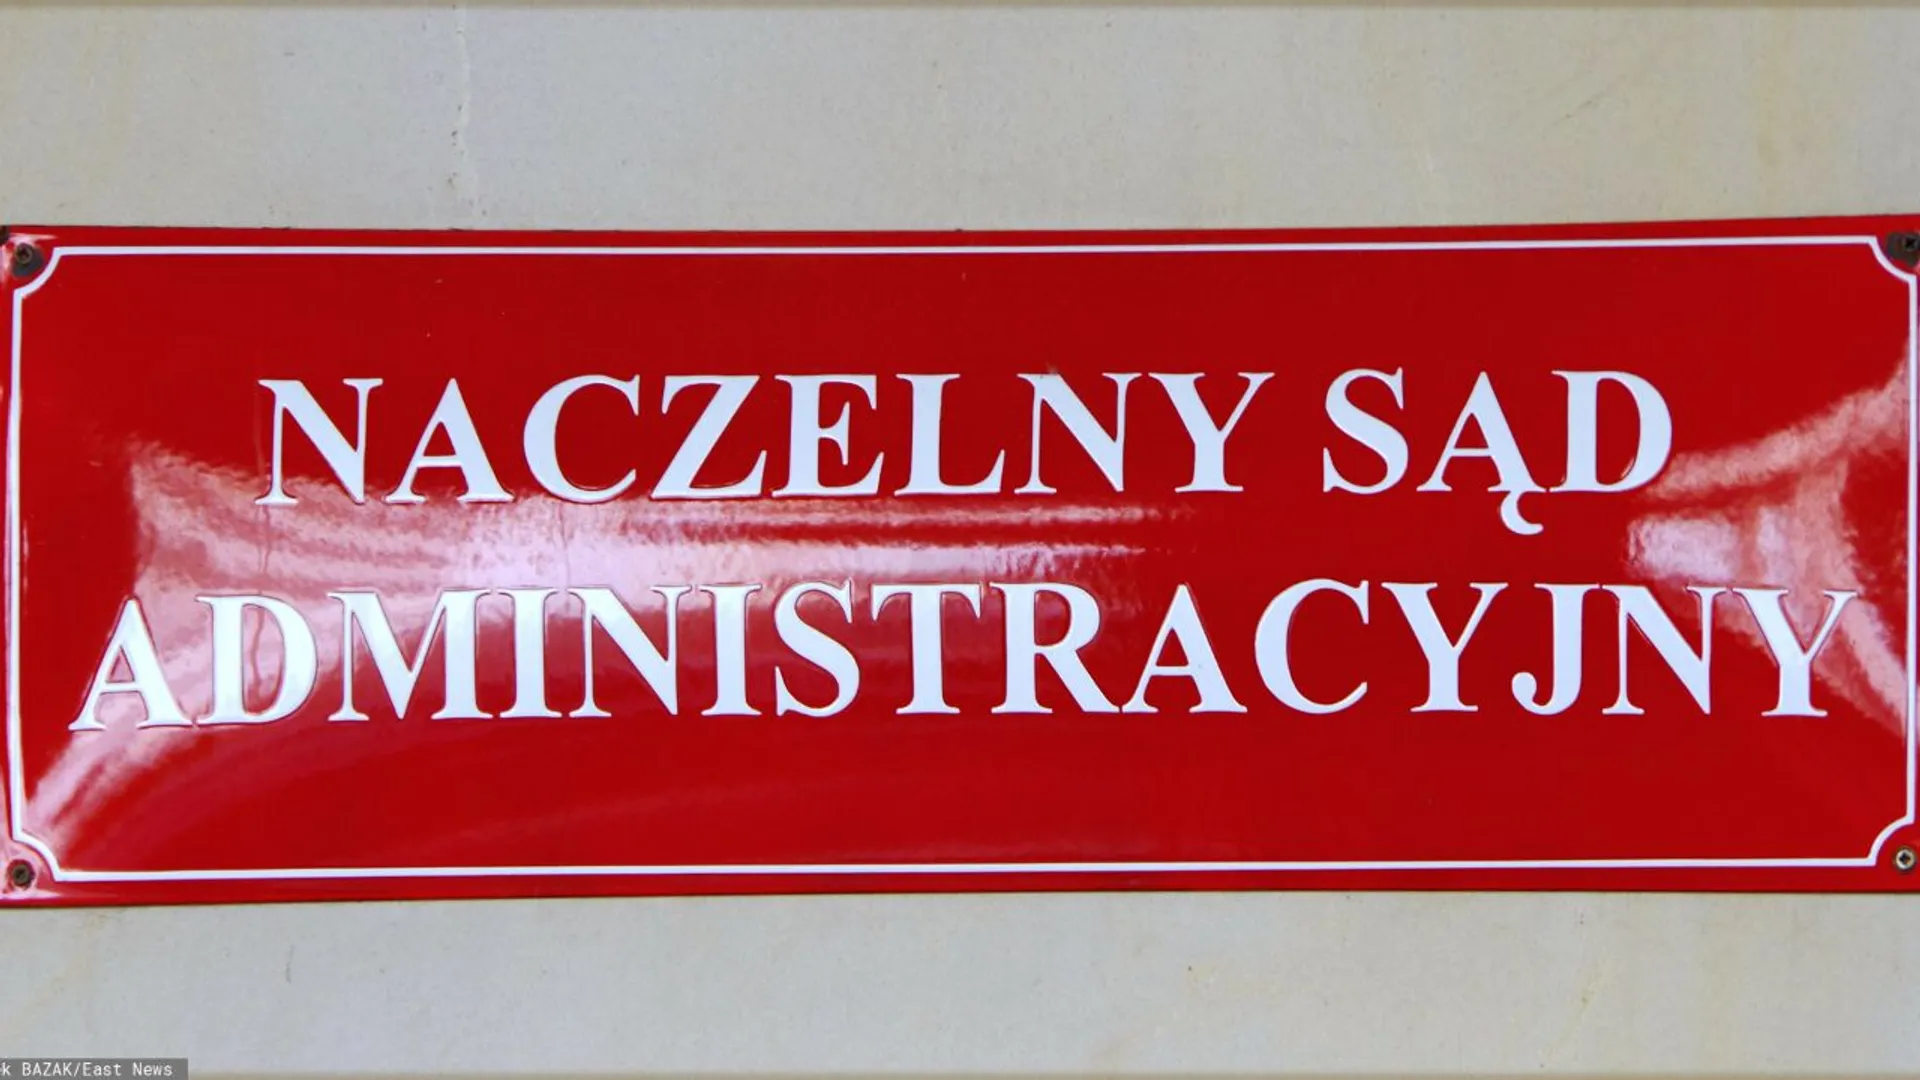 NACZELNY SĄD
ADMINISTRACYJNY
BAZAK/East News